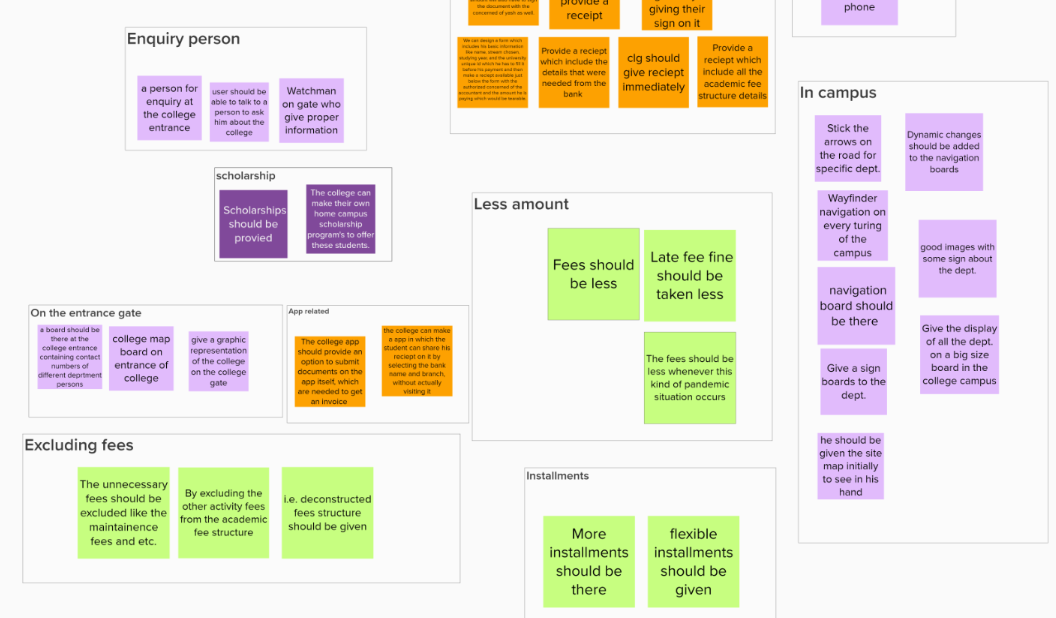 the document with the
concerned of yash as well.
provide a
receipt
giving their
sign on it
phone
Enquiry person
a person for
enquiry at
the college
entrance
user should be
able to talk to a
person to ask
him about the
college
Watchman
on gate who
give proper
information
We can design a form which
includes his basic information
like name, stream chosen,
studying year, and the university
unique id which he has to fill it
before his payment and then
make a receipt available just
below the form with the
authorised concerned of the
accountant and the amount he is
paying which would be tearable
Provide a reciept
which include the
details that were
needed from the
bank
clg should
give reciept
immediately
Provide a
reciept which
include all the
academic fee
structure details
scholarship
Scholarships
should be
provied
The college can
make their own
home campus
scholarship
program's to offer
these students.
Less amount
Fees should
be less
Late fee fine
should be
taken less
The fees should be
less whenever this
kind of pandemic
situation occurs
In campus
Stick the
arrows on
the road for
specific dept.
Dynamic changes
should be added
to the navigation
boards
Wayfinder
navigation on
every turing
of the
campus
good images with
some sign about
the dept.
navigation
board should
be there
Give the display
of all the dept.
on a big size
board in the
college campus
Give a sign
boards to the
dept.
he should be
given the site
map initially
to see in his
hand
On the entrance gate
a board should be
there at the
college entrance
containing contact
numbers of
different deprtment
persons
college map
board on
entrance of
college
give a graphic
representation
of the college
on the college
gate
App related
The college app
should provide an
option to submit
documents on the
app itself, which
are needed to get
an invoice
the college can make
a app in which the
student can share his
reciept on it by
selecting the bank
name and branch,
without actually
visiting it
Excluding fees
The unnecessary
fees should be
excluded like the
maintainence
fees and etc.
By excluding the
other activity fees
from the academic
fee structure
i.e. deconstructed
fees structure
should be given
Installments
More
installments
should be
there
flexible
installments
should be
given